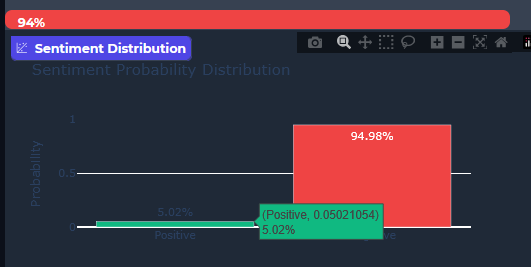 94%
Sentiment Distribution
Sentiment Probability Distribution
1
94.98%
Probability
0.5
5.02%
(Positive, 0.05021054)
5.02%
0
Positive